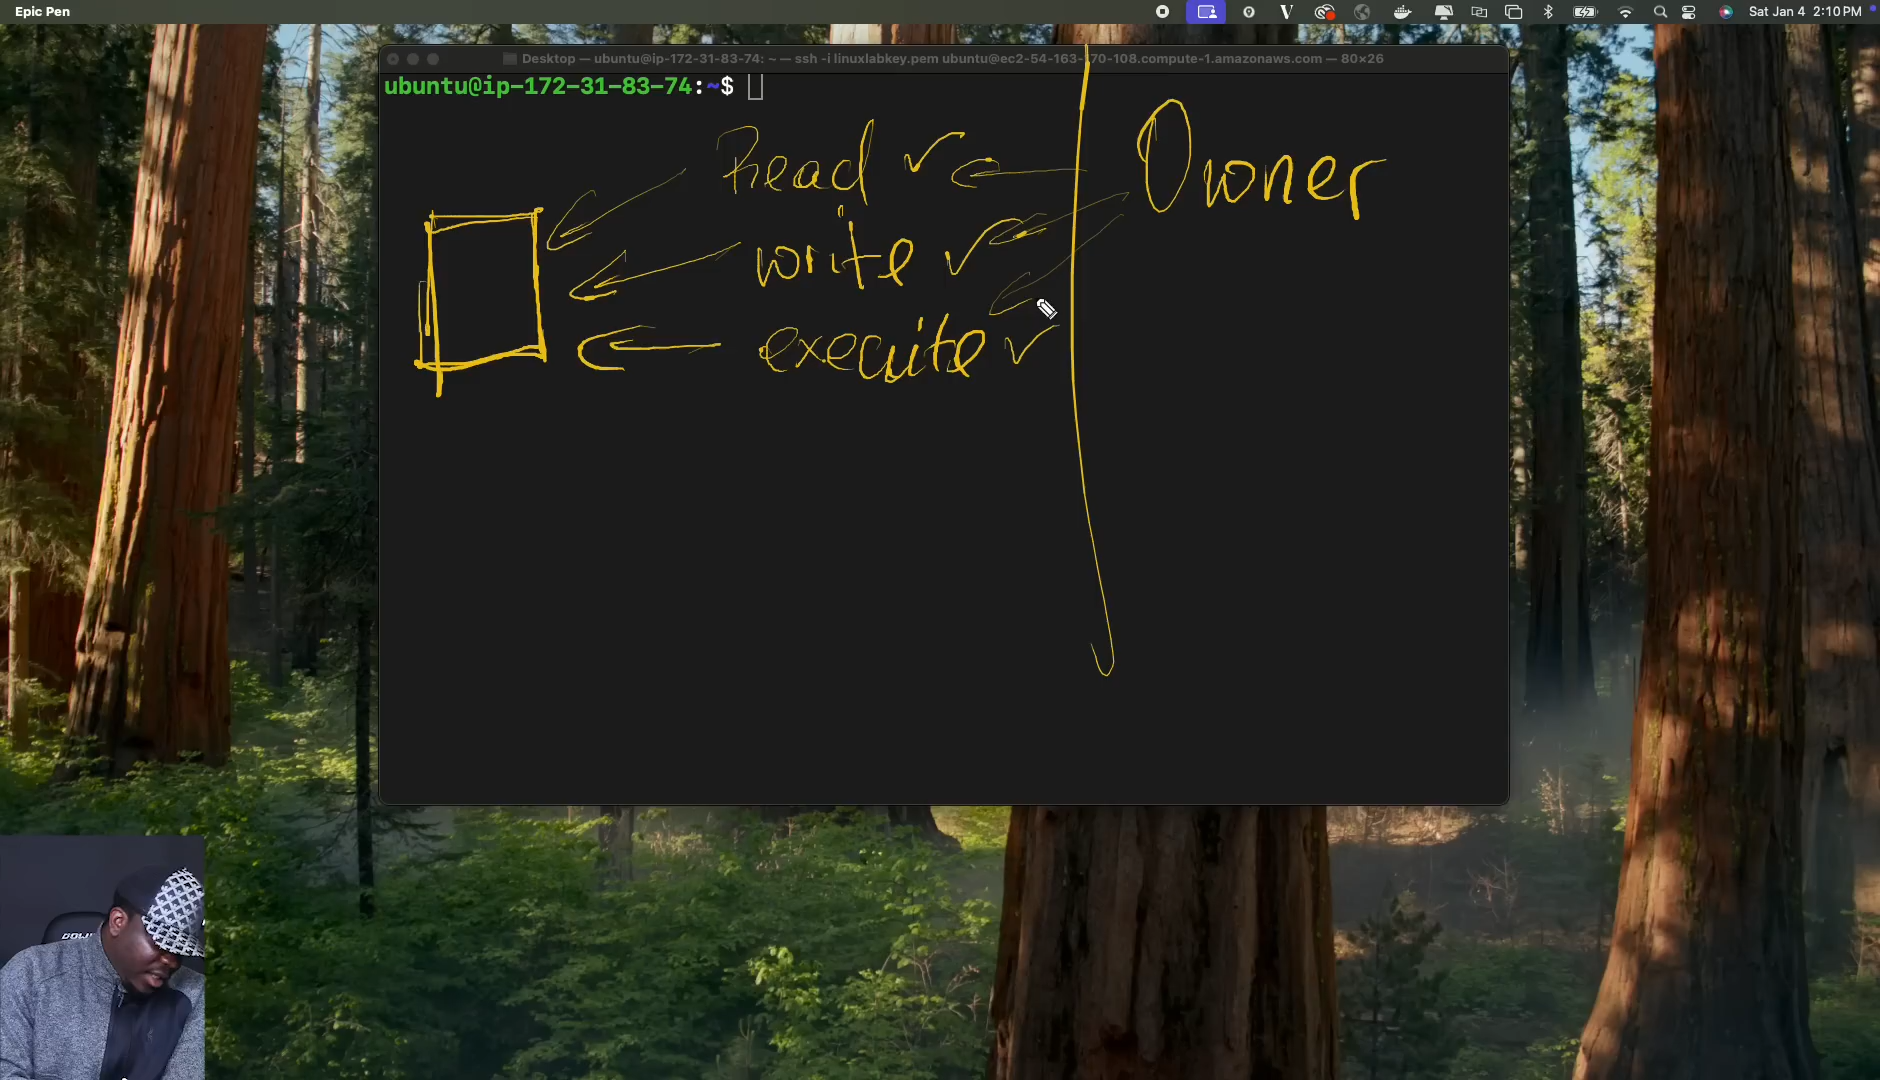 Epic Pen
Sat Jan 4 2:10 PM
Desktop — ubuntu@ip-172-31-83-74: ~ — ssh -i linuxlabkey.pem ubuntu@ec2-54-163-170-108.compute-1.amazonaws.com — 80×26
ubuntu@ip-172-31-83-74:~$
Read
Owner
write
execute